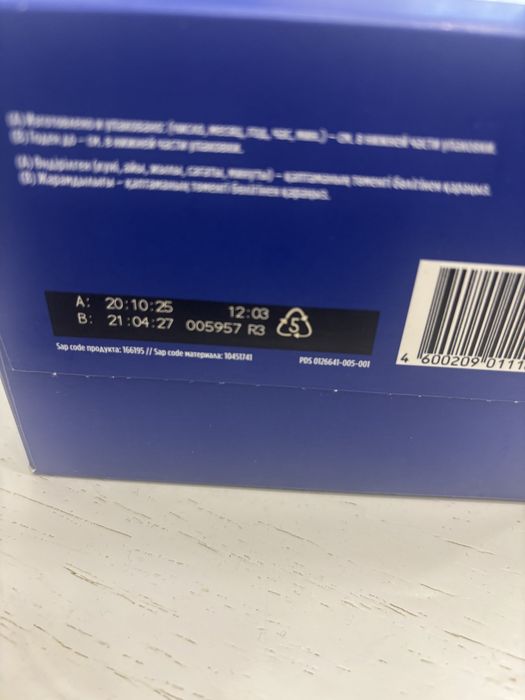 (A) Изготовлено и упаковано: (число, месяц, год, час, мин.) – см. в нижней части упаковки.
(B) Годен до – см. в нижней части упаковки.
(A) Өндірілген (күні, айы, жылы, сағаты, минуты) – қаптаманың төменгі бөлігінен қараңыз.
(B) Жарамдылығы – қаптаманың төменгі бөлігінен қараңыз.
A: 20:10:25 12:03
B: 21:04:27 005957 R3
5
Sap code продукта: 166195 // Sap code материала: 10451741
PDS 0126641-005-001
4 600209 0111